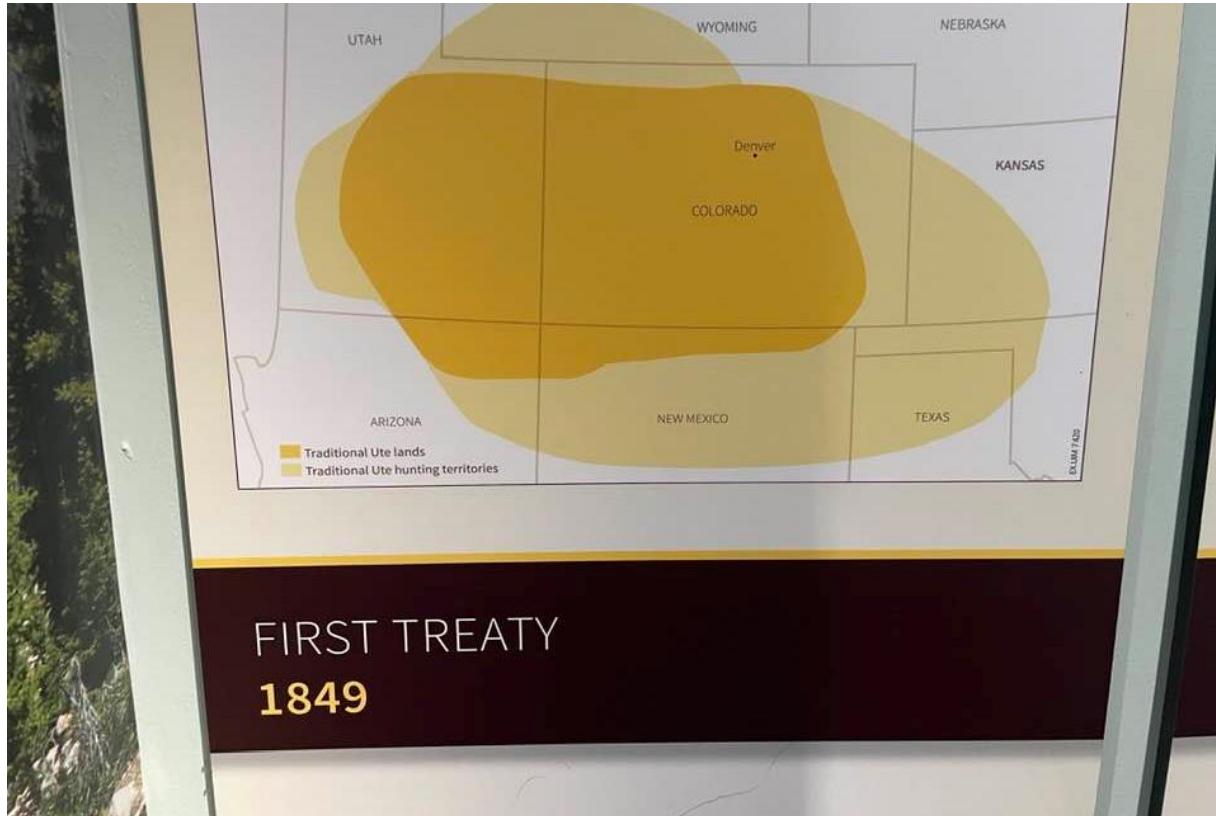 UTAH
WYOMING
NEBRASKA
Denver
KANSAS
COLORADO
ARIZONA
NEW MEXICO
TEXAS
Traditional Ute lands
Traditional Ute hunting territories
FIRST TREATY
1849